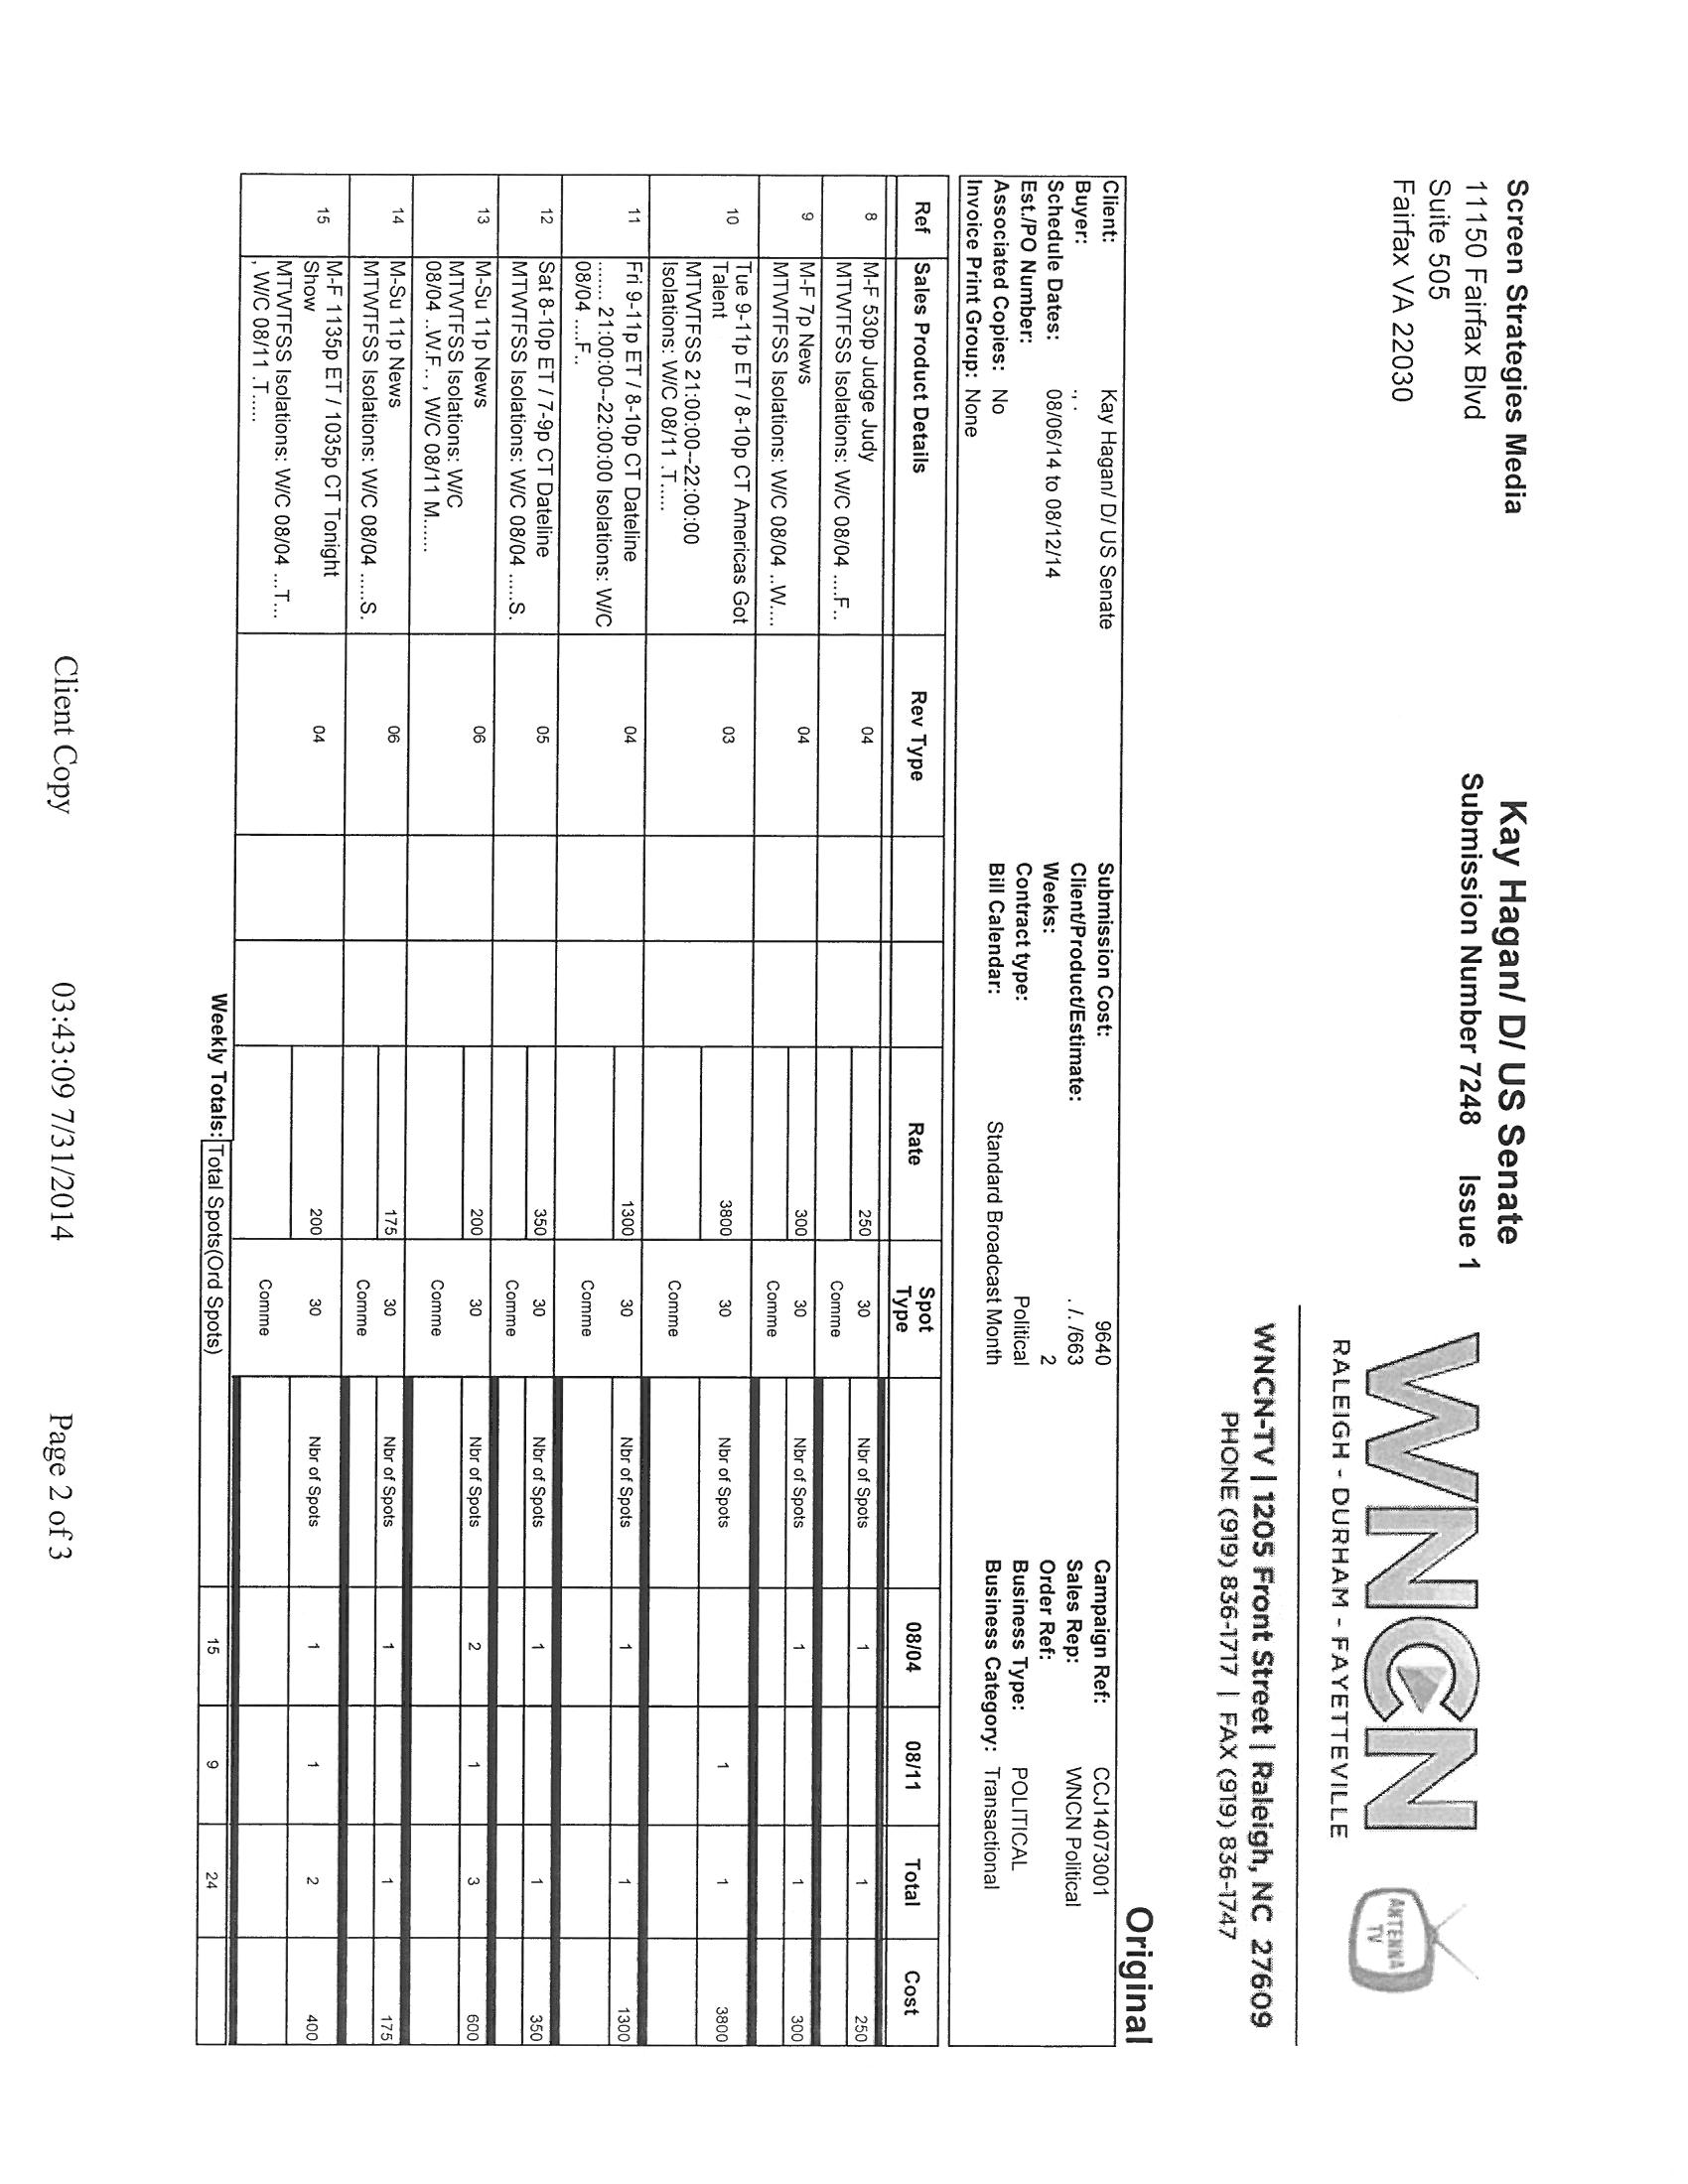 Screen Strategies Media
11150 Fairfax Blvd
Suite 505
Fairfax VA 22030
Kay Hagan/ D/ US Senate
Submission Number 7248 Issue 1
WNCN
RALEIGH - DURHAM - FAYETTEVILLE
ANTENNA
TV
WNCN-TV | 1205 Front Street | Raleigh, NC 27609
PHONE (919) 836-1717 | FAX (919) 836-1747
Original
Client: Kay Hagan/ D/ US Senate Submission Cost: 9640 Campaign Ref: CCJ14073001
Buyer: ., . Client/Product/Estimate: . /. /663 Sales Rep: WNCN Political
Schedule Dates: 08/06/14 to 08/12/14 Weeks: 2 Order Ref:
Est./PO Number: Contract type: Political Business Type: POLITICAL
Associated Copies: No Bill Calendar: Standard Broadcast Month Business Category: Transactional
Invoice Print Group: None
Ref Sales Product Details Rev Type Rate Spot Type 08/04 08/11 Total Cost
8 M-F 530p Judge Judy 04 250 30 Nbr of Spots 1 1 250
MTWTFSS Isolations: W/C 08/04 ....F.. Comme
9 M-F 7p News 04 300 30 Nbr of Spots 1 1 300
MTWTFSS Isolations: W/C 08/04 ..W.... Comme
10 Tue 9-11p ET / 8-10p CT Americas Got 03 3800 30 Nbr of Spots 1 1 3800
Talent
MTWTFSS 21:00:00--22:00:00 Comme
Isolations: W/C 08/11 .T.....
11 Fri 9-11p ET / 8-10p CT Dateline 04 1300 30 Nbr of Spots 1 1 1300
....... 21:00:00--22:00:00 Isolations: W/C Comme
08/04 ....F..
12 Sat 8-10p ET / 7-9p CT Dateline 05 350 30 Nbr of Spots 1 1 350
MTWTFSS Isolations: W/C 08/04 .....S. Comme
13 M-Su 11p News 06 200 30 Nbr of Spots 2 1 3 600
MTWTFSS Isolations: W/C
08/04 ..W.F.. , W/C 08/11 M...... Comme
14 M-Su 11p News 06 175 30 Nbr of Spots 1 1 175
MTWTFSS Isolations: W/C 08/04 .....S. Comme
15 M-F 1135p ET / 1035p CT Tonight 04 200 30 Nbr of Spots 1 1 2 400
Show
MTWTFSS Isolations: W/C 08/04 ...T... Comme
, W/C 08/11 .T.....
Weekly Totals: Total Spots(Ord Spots) 15 9 24
Client Copy 03:43:09 7/31/2014 Page 2 of 3